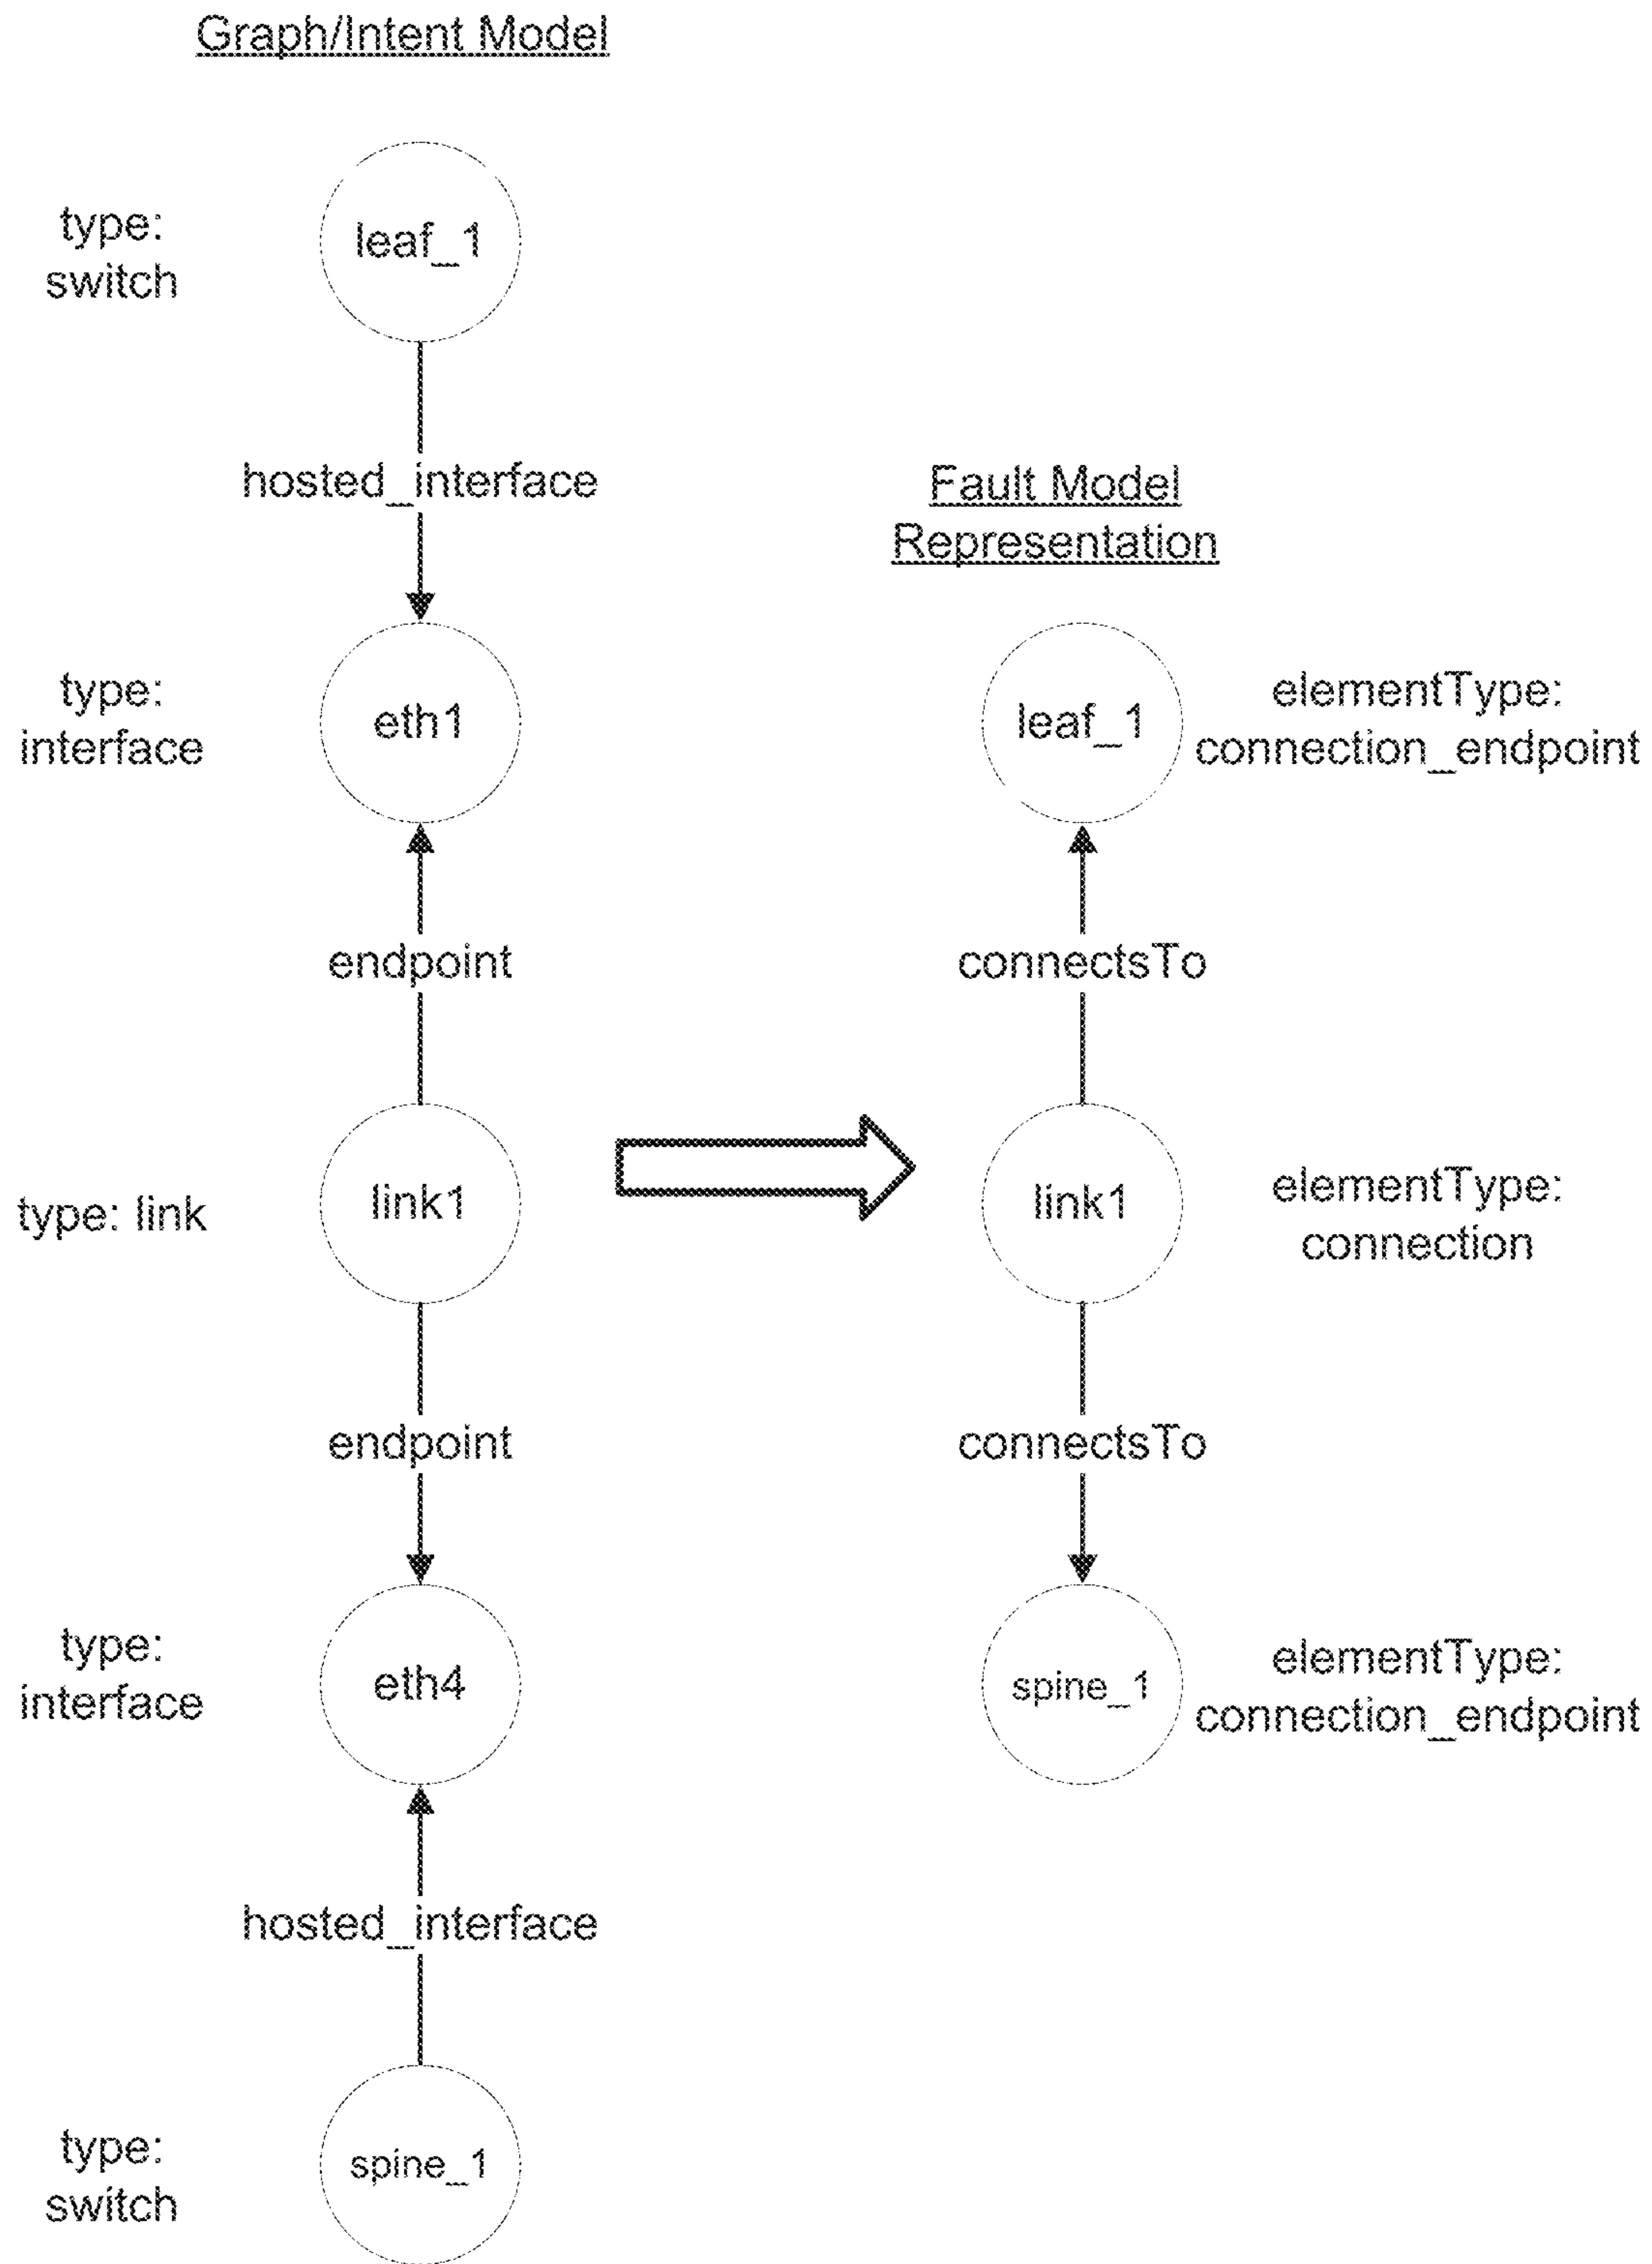 Graph/Intent Model
type:
switch
leaf_1
hosted_interface
type:
interface
eth1
endpoint
type: link
link1
endpoint
type:
interface
eth4
hosted_interface
type:
switch
spine_1
Fault Model
Representation
leaf_1
elementType:
connection_endpoint
connectsTo
link1
elementType:
connection
connectsTo
spine_1
elementType:
connection_endpoint